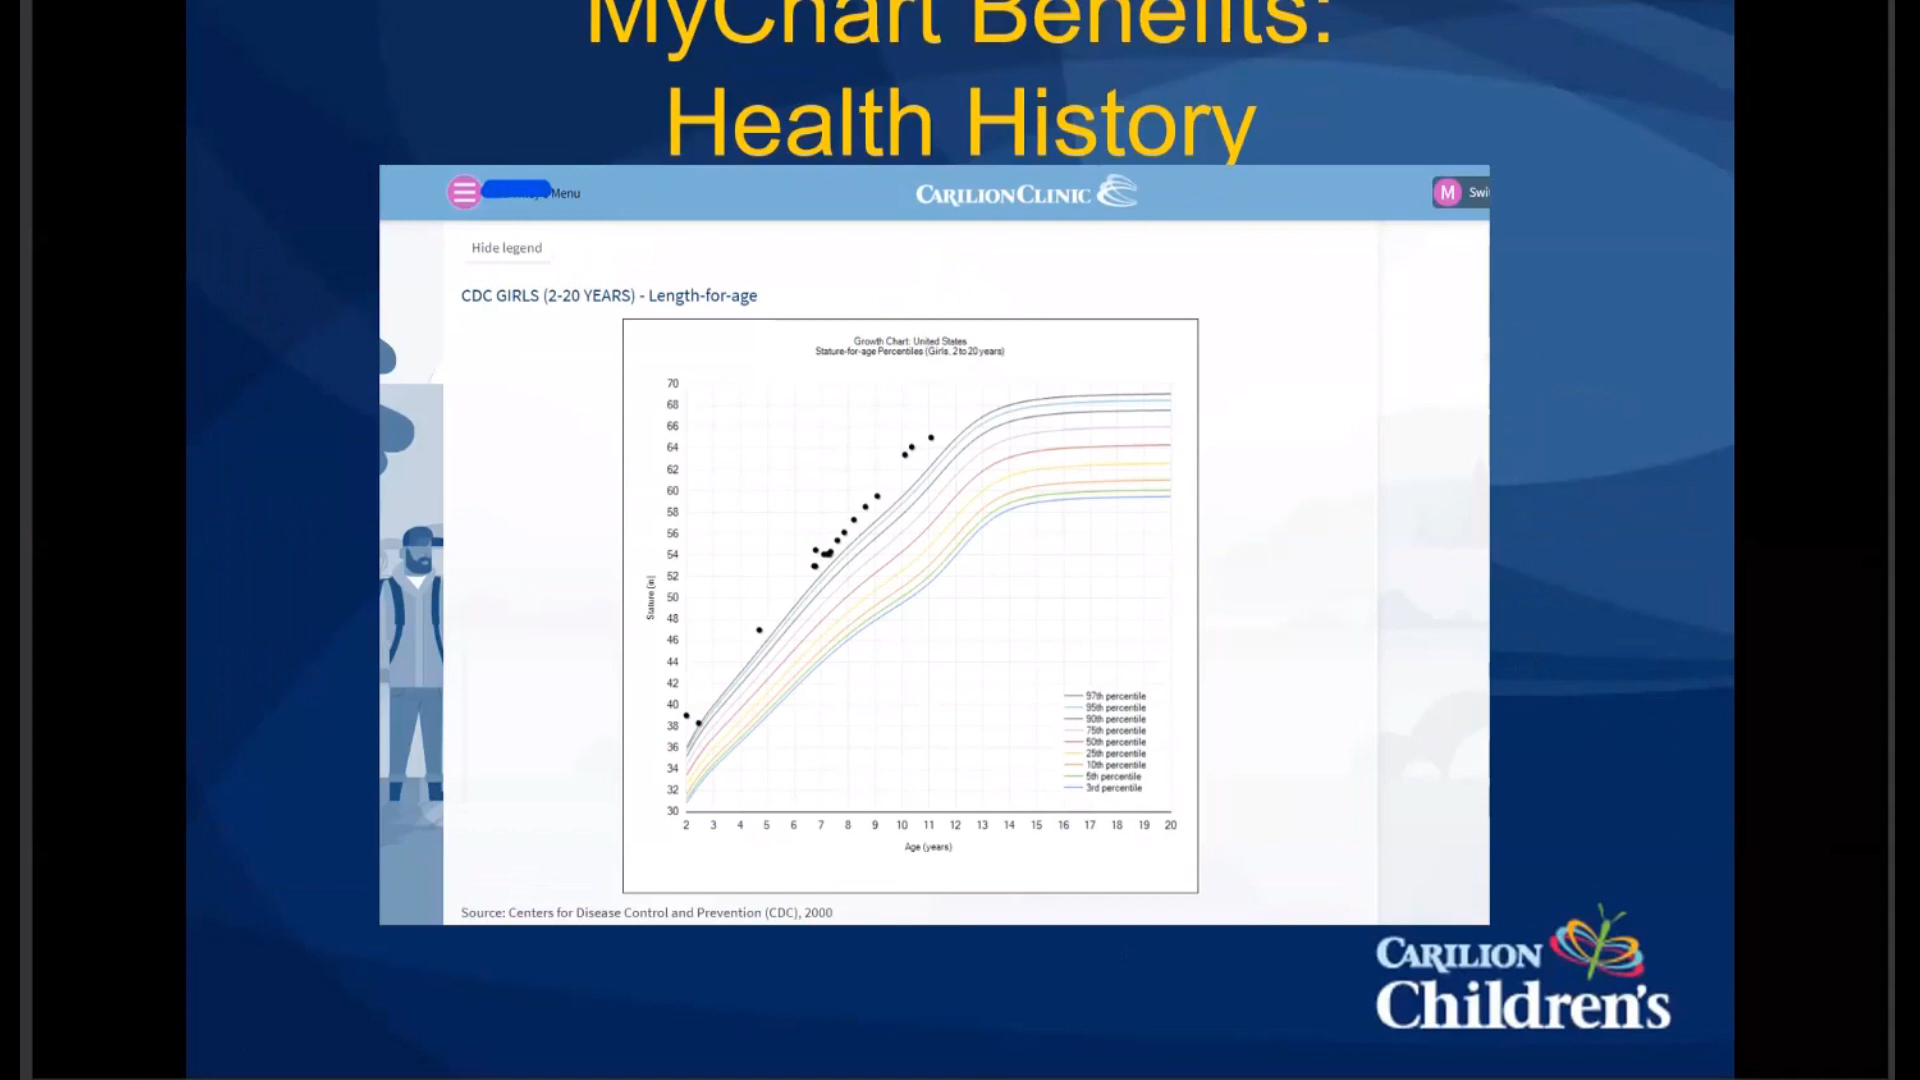 MyChart Benefits:
Health History
Menu
CARILION CLINIC
M
Swi
Hide legend
CDC GIRLS (2-20 YEARS) - Length-for-age
Growth Chart: United States
Stature-for-age Percentiles (Girls, 2 to 20 years)
70
68
66
64
62
60
58
56
54
52
50
48
46
44
42
40
38
36
34
32
30
Stature [in]
97th percentile
95th percentile
90th percentile
75th percentile
50th percentile
25th percentile
10th percentile
5th percentile
3rd percentile
2 3 4 5 6 7 8 9 10 11 12 13 14 15 16 17 18 19 20
Age (years)
Source: Centers for Disease Control and Prevention (CDC), 2000
CARILION
Children's